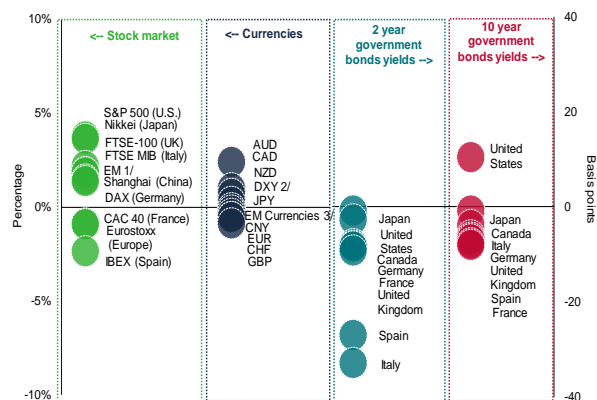 10%
5%
0%
-5%
-10%
Percentage
<-- Stock market
S&P 500 (U.S.)
Nikkei (Japan)
FTSE-100 (UK)
FTSE MIB (Italy)
EM 1/
Shanghai (China)
DAX (Germany)
CAC 40 (France)
Eurostoxx
(Europe)
IBEX (Spain)
<-- Currencies
AUD
CAD
NZD
DXY 2/
JPY
EM Currencies 3/
CNY
EUR
CHF
GBP
2 year
government
bonds yields -->
Japan
United
States
Canada
Germany
France
United
Kingdom
Spain
Italy
10 year
government
bonds yields -->
United
States
Japan
Canada
Italy
Germany
United
Kingdom
Spain
France
40
20
0
-20
-40
Basis points